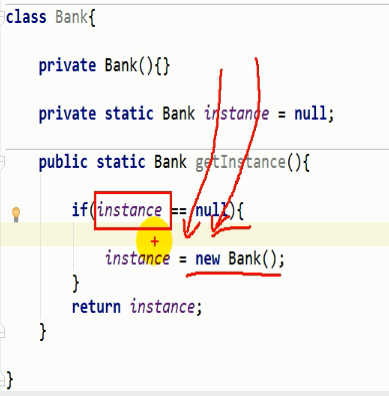 class Bank{
private Bank(){}
private static Bank instance = null;
public static Bank getInstance(){
if(instance == null){
instance = new Bank();
}
return instance;
}
}